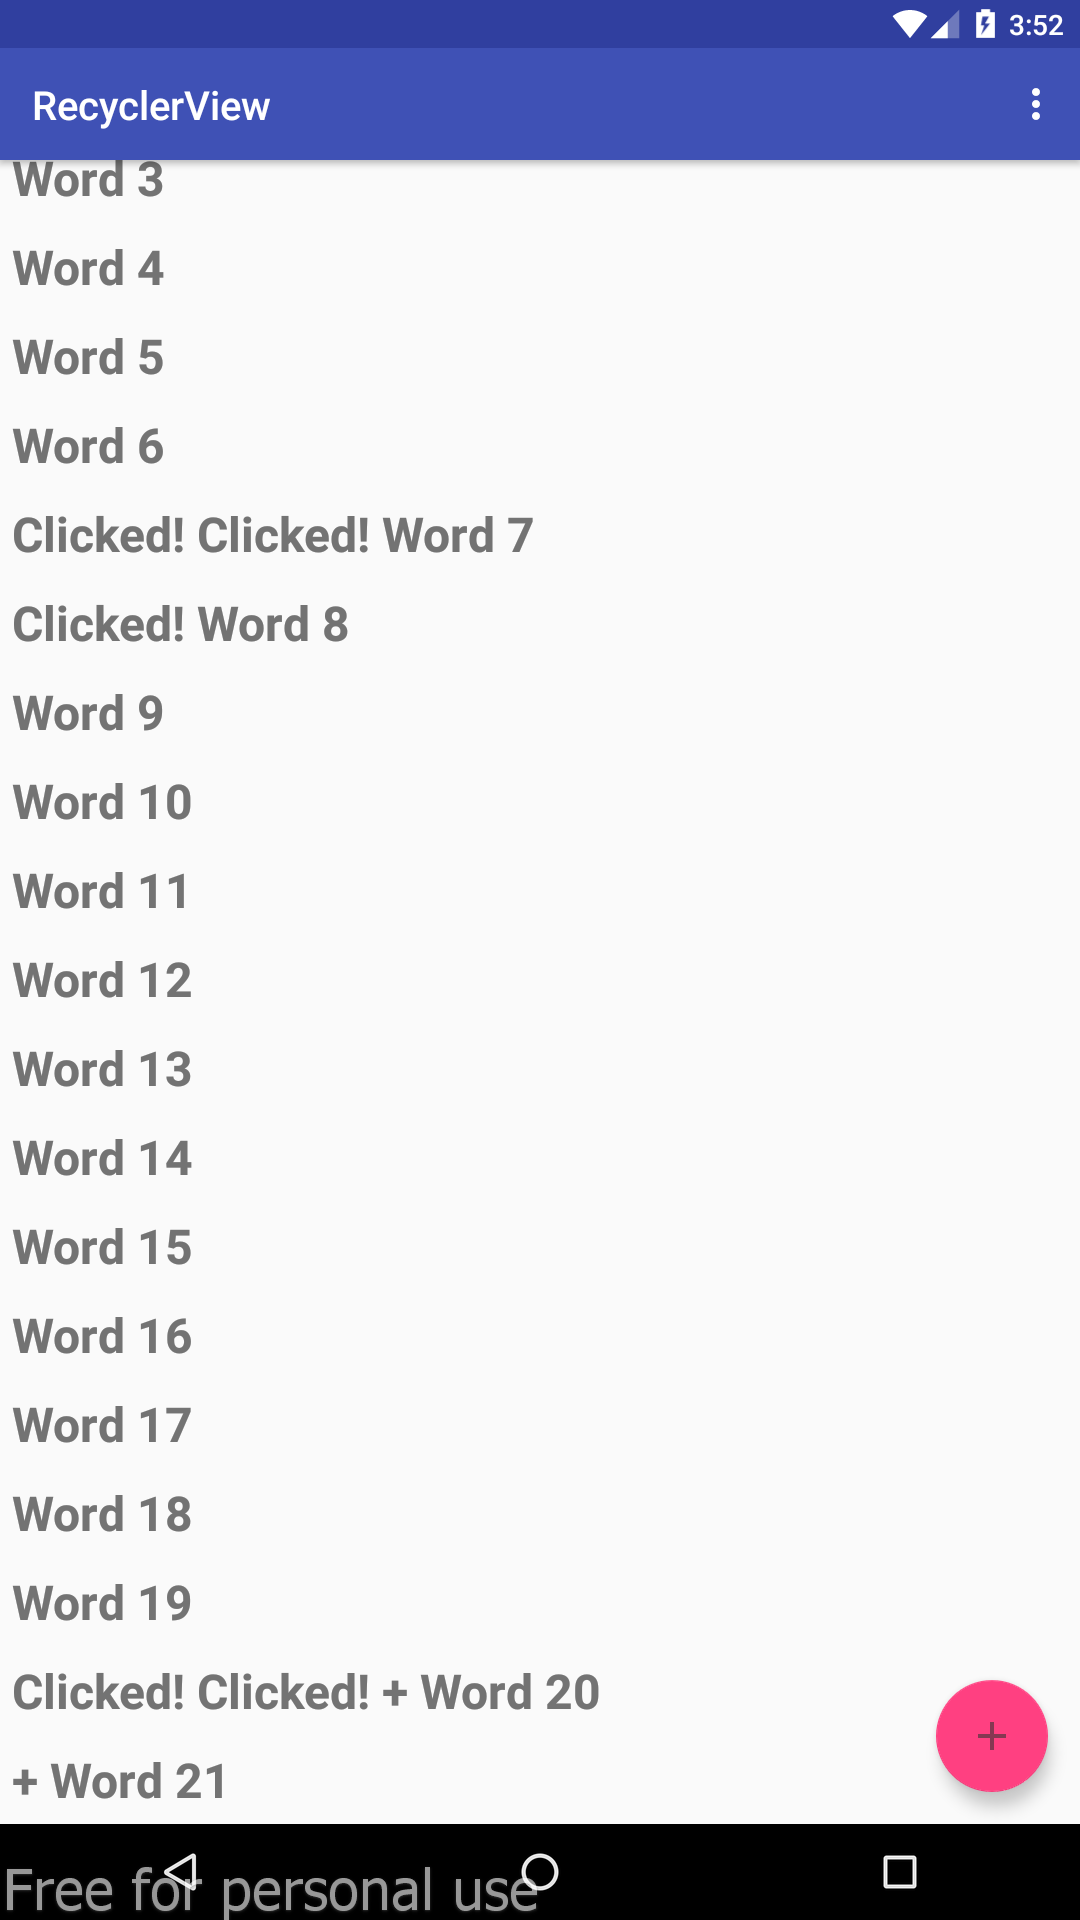 3:52
RecyclerView
Word 3
Word 4
Word 5
Word 6
Clicked! Clicked! Word 7
Clicked! Word 8
Word 9
Word 10
Word 11
Word 12
Word 13
Word 14
Word 15
Word 16
Word 17
Word 18
Word 19
Clicked! Clicked! + Word 20
+ Word 21
Free for personal use